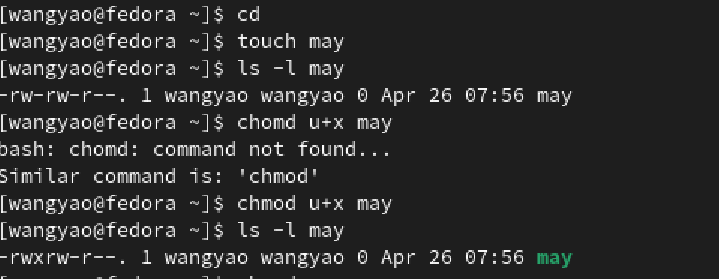 [wangyao@fedora ~]$ cd
[wangyao@fedora ~]$ touch may
[wangyao@fedora ~]$ ls -l may
-rw-rw-r--. 1 wangyao wangyao 0 Apr 26 07:56 may
[wangyao@fedora ~]$ chomd u+x may
bash: chomd: command not found...
Similar command is: 'chmod'
[wangyao@fedora ~]$ chmod u+x may
[wangyao@fedora ~]$ ls -l may
-rwxrw-r--. 1 wangyao wangyao 0 Apr 26 07:56 may